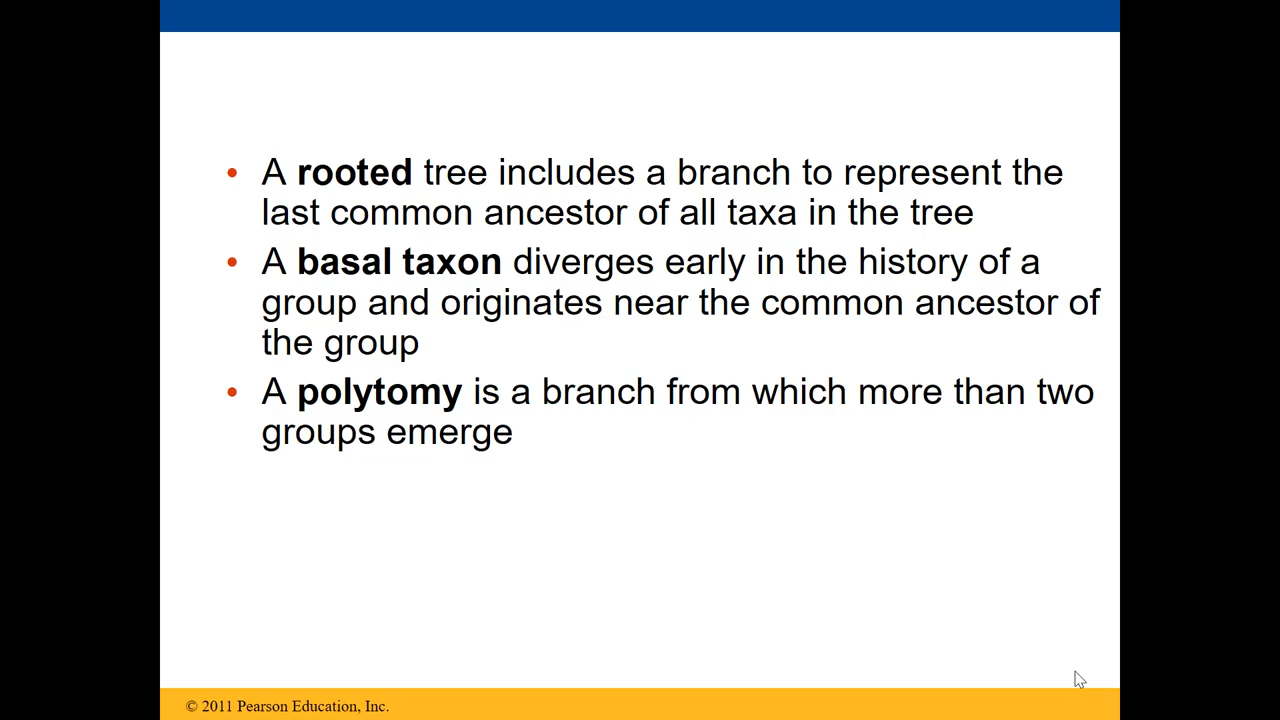 • A rooted tree includes a branch to represent the
last common ancestor of all taxa in the tree
• A basal taxon diverges early in the history of a
group and originates near the common ancestor of
the group
• A polytomy is a branch from which more than two
groups emerge
© 2011 Pearson Education, Inc.